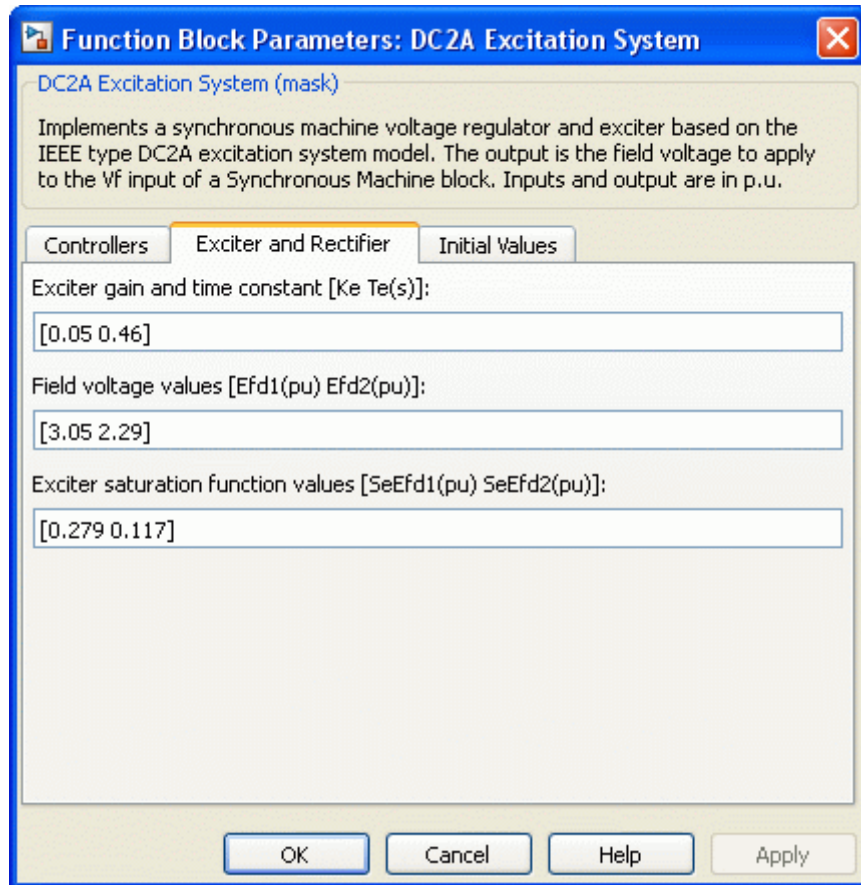 Function Block Parameters: DC2A Excitation System
DC2A Excitation System (mask)
Implements a synchronous machine voltage regulator and exciter based on the
IEEE type DC2A excitation system model. The output is the field voltage to apply
to the Vf input of a Synchronous Machine block. Inputs and output are in p.u.
Controllers Exciter and Rectifier Initial Values
Exciter gain and time constant [Ke Te(s)]:
[0.05 0.46]
Field voltage values [Efd1(pu) Efd2(pu)]:
[3.05 2.29]
Exciter saturation function values [SeEfd1(pu) SeEfd2(pu)]:
[0.279 0.117]
OK Cancel Help Apply